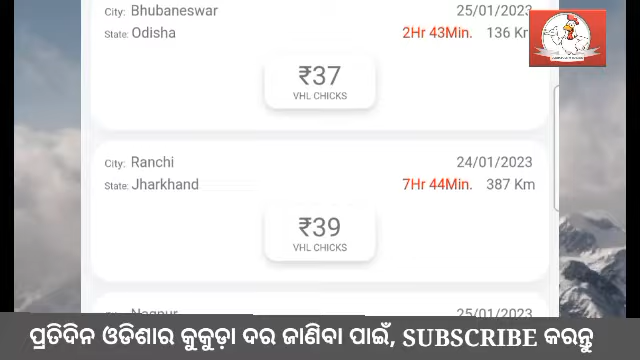 City: Bhubaneswar 25/01/2023
State: Odisha 2Hr 43Min. 136 Km
₹37
VHL CHICKS
City: Ranchi 24/01/2023
State: Jharkhand 7Hr 44Min. 387 Km
₹39
VHL CHICKS
Nagpur 25/01/2023
ପ୍ରତିଦିନ ଓଡିଶାର କୁକୁଡ଼ା ଦର ଜାଣିବା ପାଇଁ, SUBSCRIBE କରନ୍ତୁ